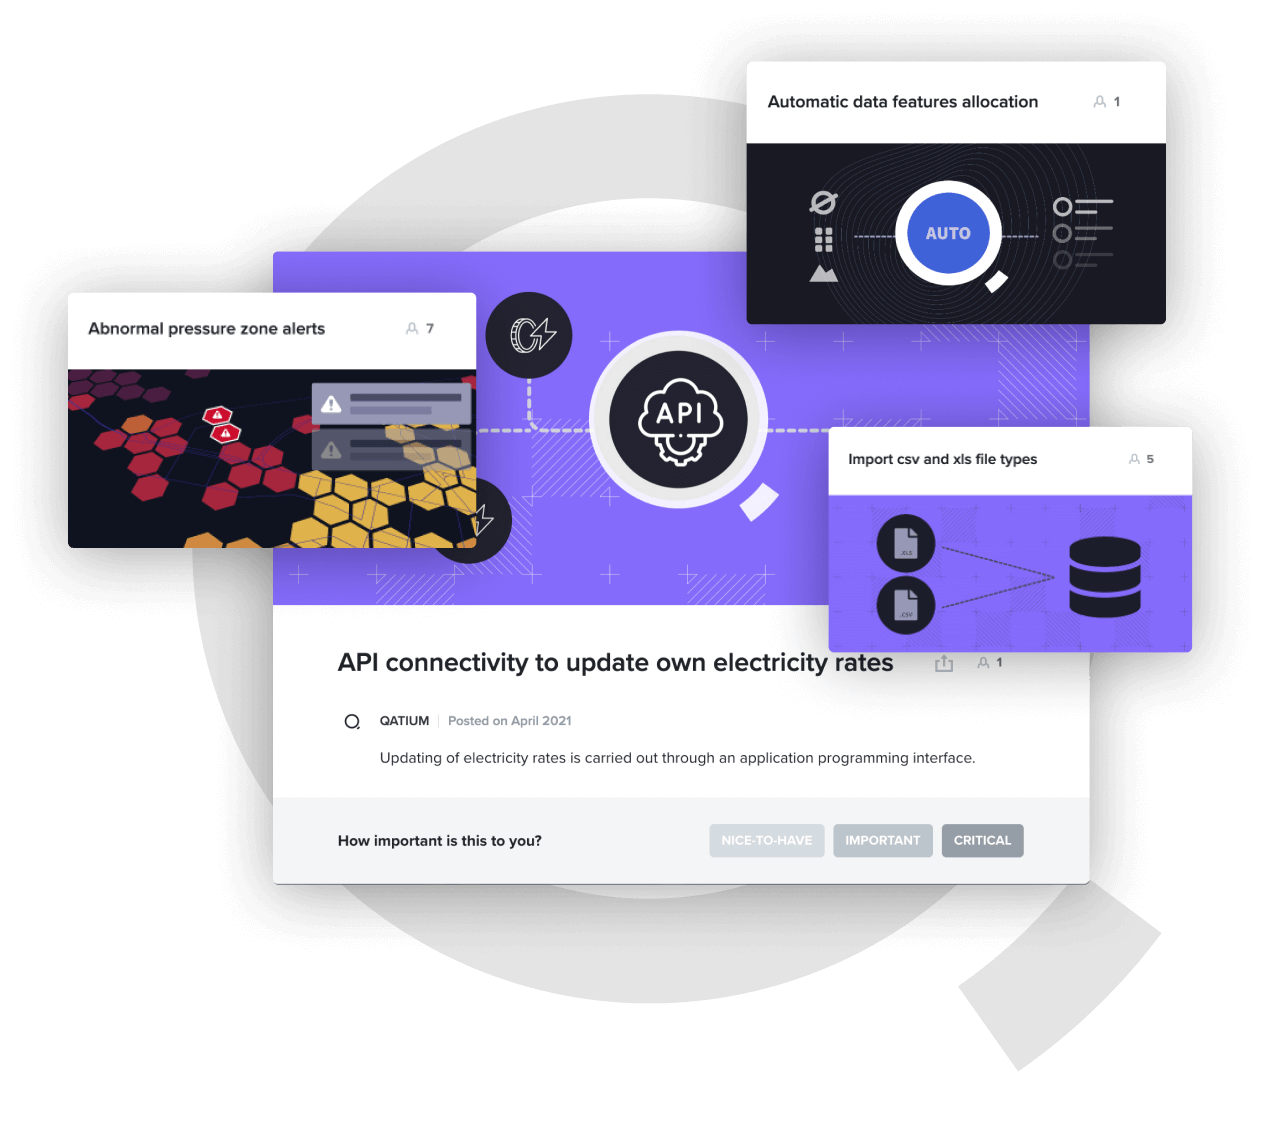 Automatic data features allocation
1
AUTO
Abnormal pressure zone alerts
7
API
Import csv and xls file types
5
.XLS
.CSV
API connectivity to update own electricity rates
1
QATIUM
Posted on April 2021
Updating of electricity rates is carried out through an application programming interface.
How important is this to you?
NICE-TO-HAVE
IMPORTANT
CRITICAL